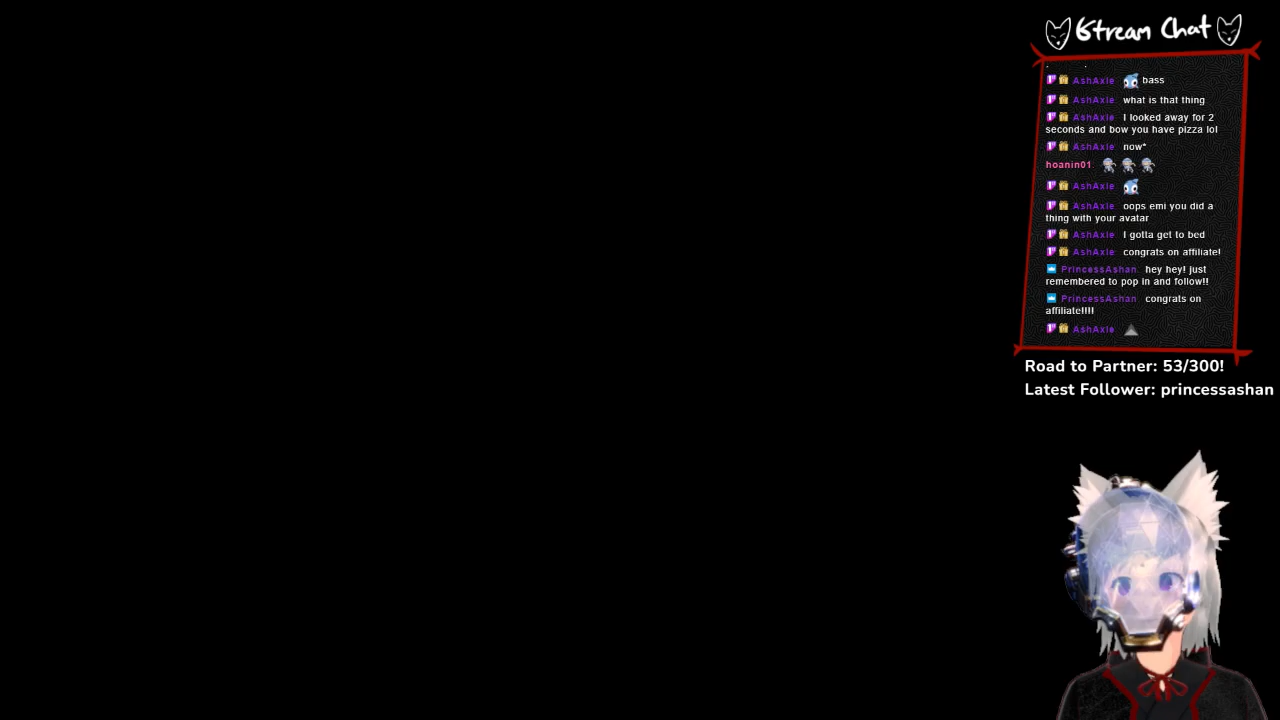 Stream Chat
AshAxle bass
AshAxle what is that thing
AshAxle I looked away for 2
seconds and bow you have pizza lol
AshAxle now*
hoanin01
AshAxle
AshAxle oops emi you did a
thing with your avatar
AshAxle I gotta get to bed
AshAxle congrats on affiliate!
PrincessAshan hey hey! just
remembered to pop in and follow!!
PrincessAshan congrats on
affiliate!!!!
AshAxle
Road to Partner: 53/300!
Latest Follower: princessashan